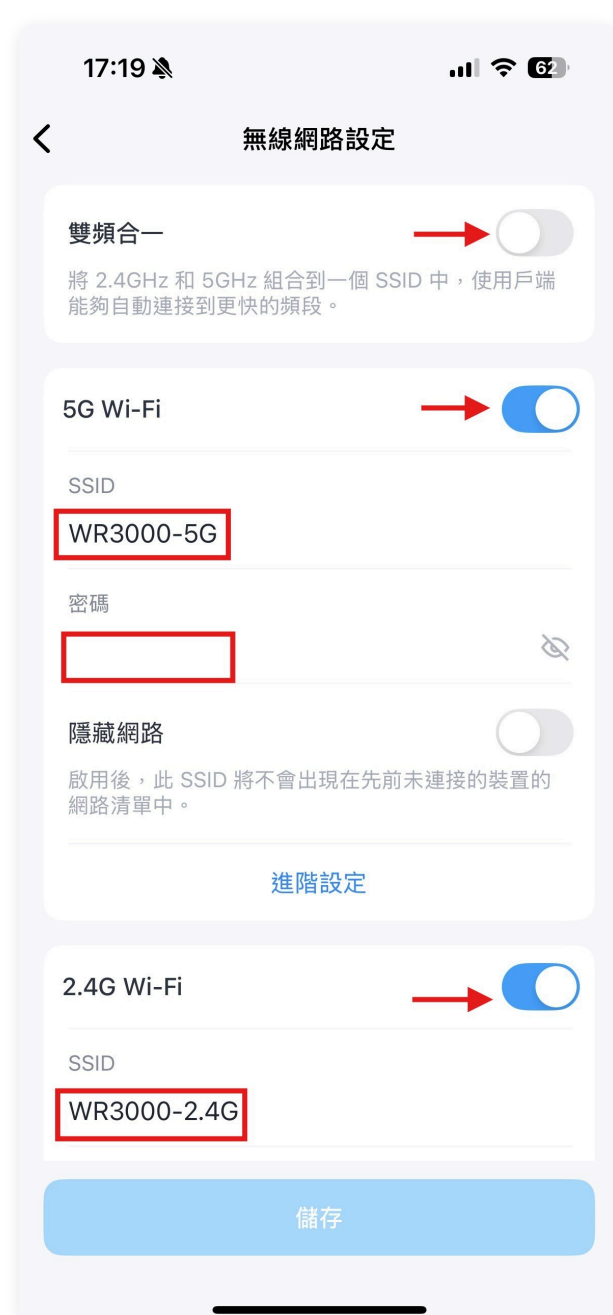 17:19
62
無線網路設定
雙頻合一
將 2.4GHz 和 5GHz 組合到一個 SSID 中，使用戶端
能夠自動連接到更快的頻段。
5G Wi-Fi
SSID
WR3000-5G
密碼
隱藏網路
啟用後，此 SSID 將不會出現在先前未連接的裝置的
網路清單中。
進階設定
2.4G Wi-Fi
SSID
WR3000-2.4G
儲存